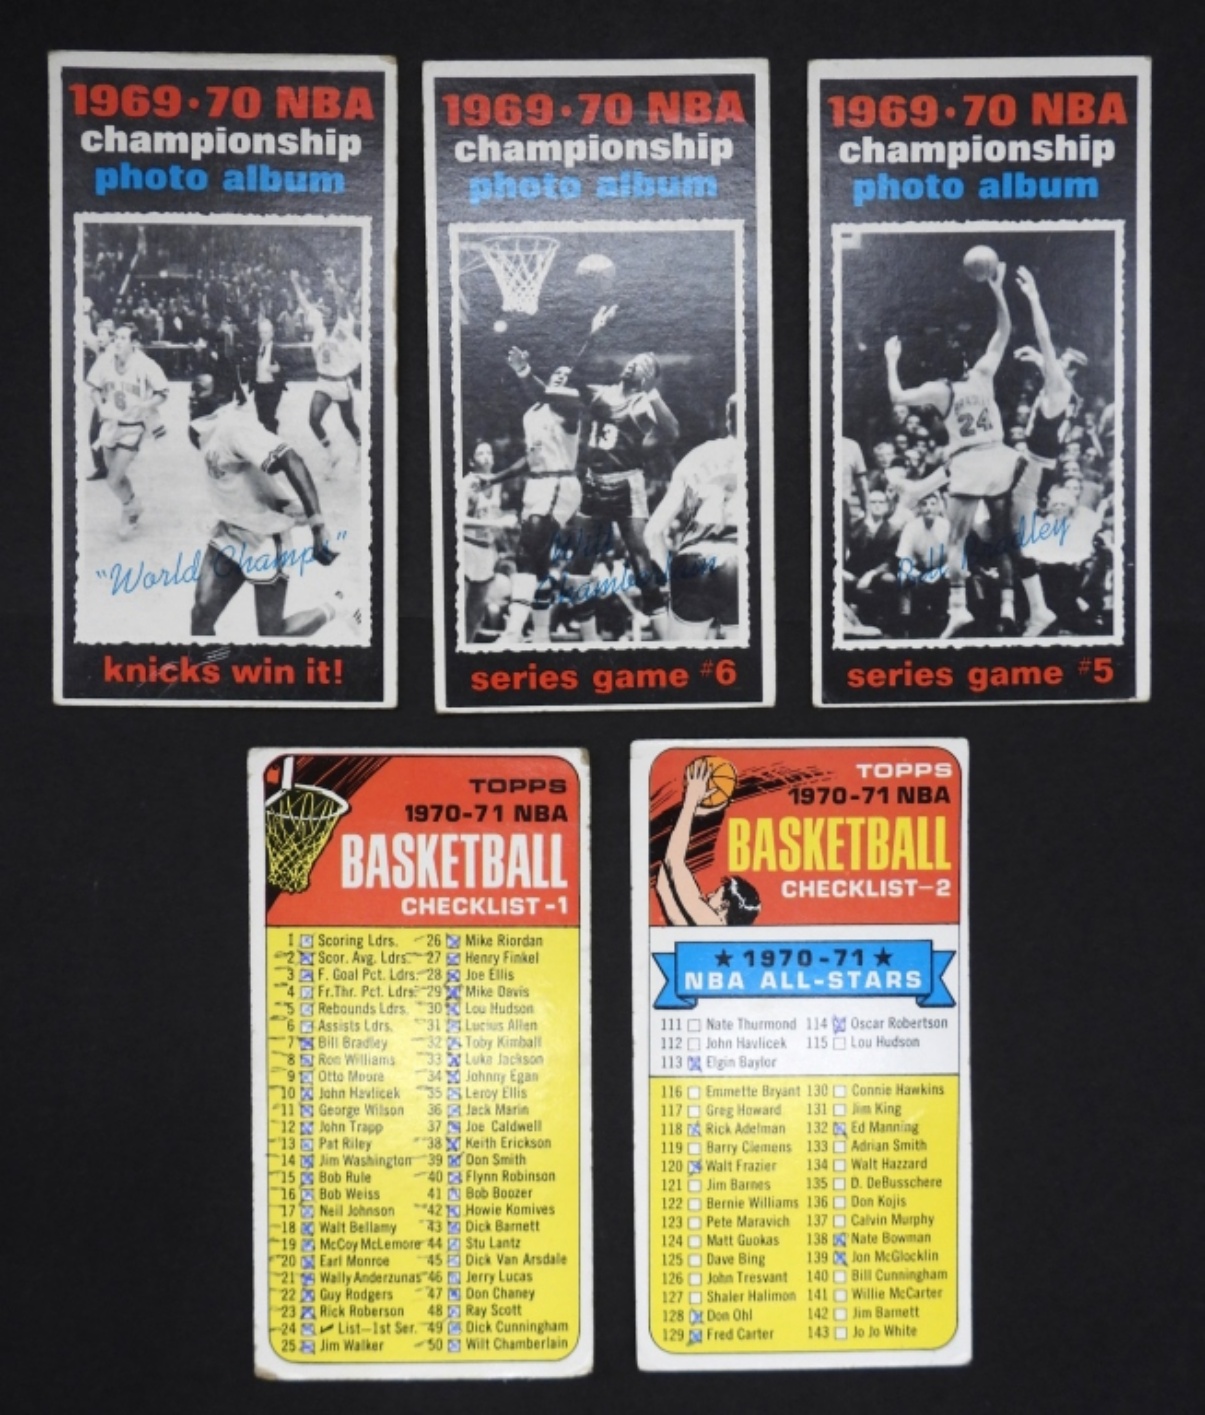 1969·70 NBA
championship
photo album
NEW YORK
6
"World Champs"
knicks win it!
1969·70 NBA
championship
photo album
13
Wilt
Chamberlain
series game #6
1969·70 NBA
championship
photo album
BRADLEY
24
Bill Bradley
series game #5
TOPPS
1970-71 NBA
BASKETBALL
CHECKLIST-1
1 Scoring Ldrs. 26 Mike Riordan
2 Scor. Avg. Ldrs. 27 Henry Finkel
3 F. Goal Pct. Ldrs. 28 Joe Ellis
4 Fr.Thr. Pct. Ldrs. 29 Mike Davis
5 Rebounds Ldrs. 30 Lou Hudson
6 Assists Ldrs. 31 Lucius Allen
7 Bill Bradley 32 Toby Kimball
8 Ron Williams 33 Luke Jackson
9 Otto Moore 34 Johnny Egan
10 John Havlicek 35 Leroy Ellis
11 George Wilson 36 Jack Marin
12 John Trapp 37 Joe Caldwell
13 Pat Riley 38 Keith Erickson
14 Jim Washington 39 Don Smith
15 Bob Rule 40 Flynn Robinson
16 Bob Weiss 41 Bob Boozer
17 Neil Johnson 42 Howie Komives
18 Walt Bellamy 43 Dick Barnett
19 McCoy McLemore 44 Stu Lantz
20 Earl Monroe 45 Dick Van Arsdale
21 Wally Anderzunas 46 Jerry Lucas
22 Guy Rodgers 47 Don Chaney
23 Rick Roberson 48 Ray Scott
24 List—1st Ser. 49 Dick Cunningham
25 Jim Walker 50 Wilt Chamberlain
TOPPS
1970-71 NBA
BASKETBALL
CHECKLIST—2
★ 1970-71 ★
NBA ALL-STARS
111 Nate Thurmond 114 Oscar Robertson
112 John Havlicek 115 Lou Hudson
113 Elgin Baylor
116 Emmette Bryant 130 Connie Hawkins
117 Greg Howard 131 Jim King
118 Rick Adelman 132 Ed Manning
119 Barry Clemens 133 Adrian Smith
120 Walt Frazier 134 Walt Hazzard
121 Jim Barnes 135 D. DeBusschere
122 Bernie Williams 136 Don Kojis
123 Pete Maravich 137 Calvin Murphy
124 Matt Guokas 138 Nate Bowman
125 Dave Bing 139 Jon McGlocklin
126 John Tresvant 140 Bill Cunningham
127 Shaler Halimon 141 Willie McCarter
128 Don Ohl 142 Jim Barnett
129 Fred Carter 143 Jo Jo White